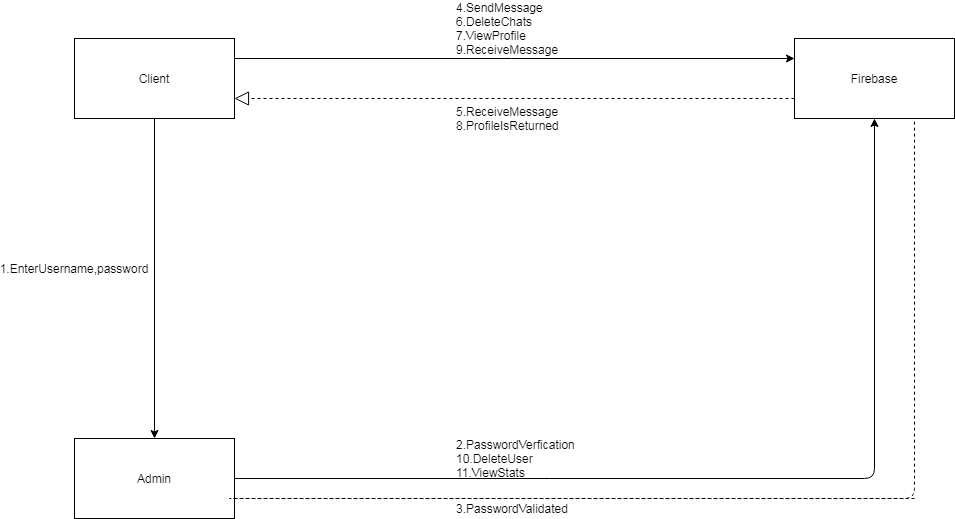 4.SendMessage
6.DeleteChats
7.ViewProfile
9.ReceiveMessage
Client
Firebase
5.ReceiveMessage
8.ProfileIsReturned
1.EnterUsername,password
2.PasswordVerfication
10.DeleteUser
11.ViewStats
Admin
3.PasswordValidated